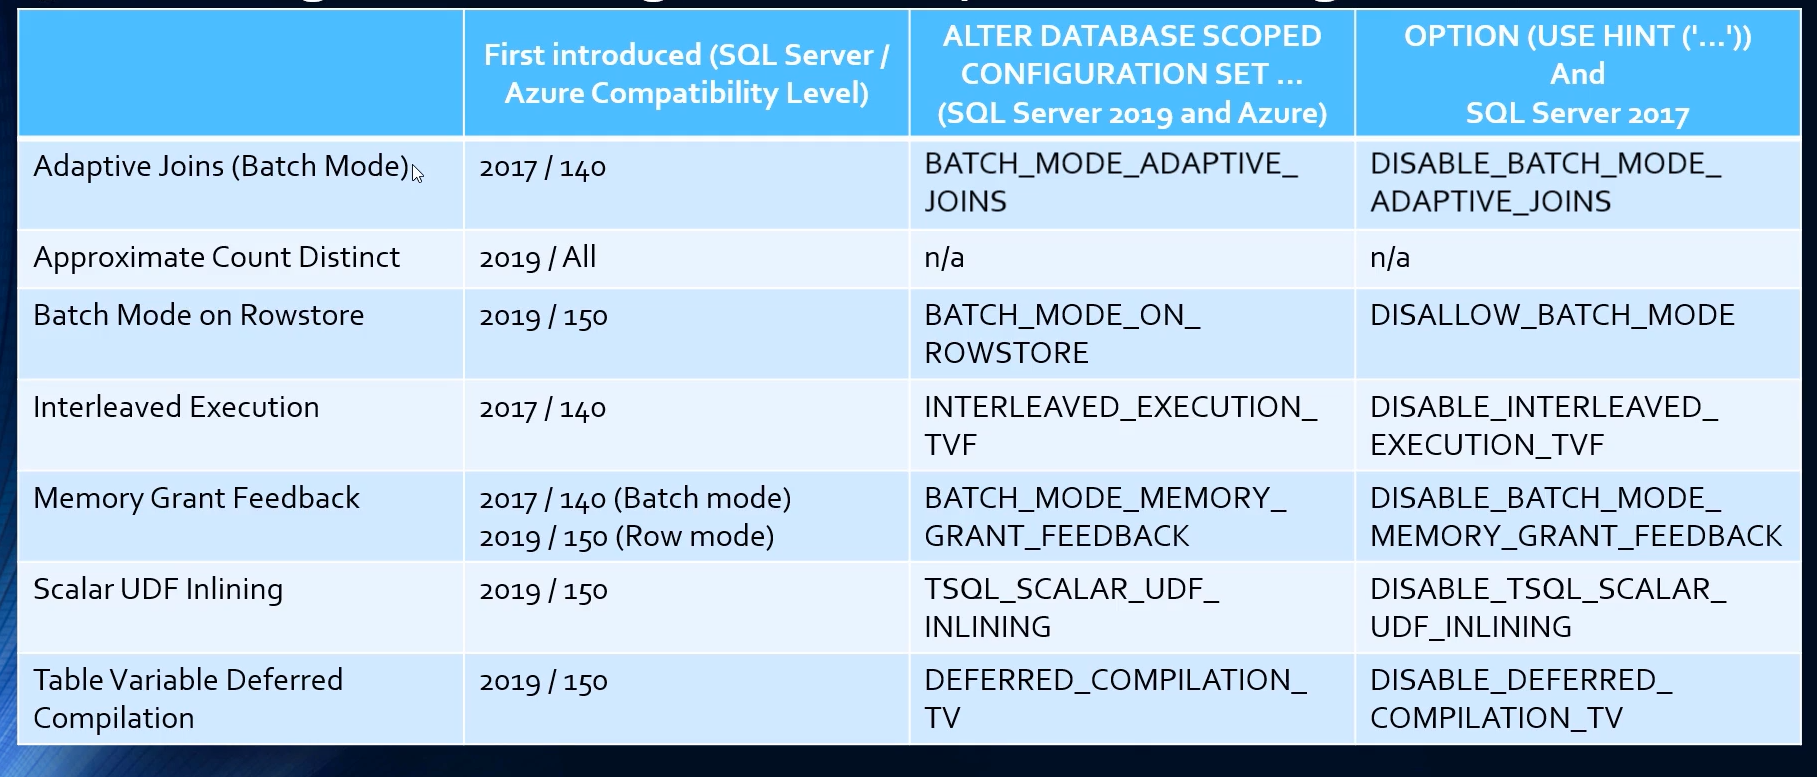 First introduced (SQL Server /
Azure Compatibility Level)
ALTER DATABASE SCOPED
CONFIGURATION SET ...
(SQL Server 2019 and Azure)
OPTION (USE HINT ('...'))
And
SQL Server 2017
Adaptive Joins (Batch Mode)
2017 / 140
BATCH_MODE_ADAPTIVE_
JOINS
DISABLE_BATCH_MODE_
ADAPTIVE_JOINS
Approximate Count Distinct
2019 / All
n/a
n/a
Batch Mode on Rowstore
2019 / 150
BATCH_MODE_ON_
ROWSTORE
DISALLOW_BATCH_MODE
Interleaved Execution
2017 / 140
INTERLEAVED_EXECUTION_
TVF
DISABLE_INTERLEAVED_
EXECUTION_TVF
Memory Grant Feedback
2017 / 140 (Batch mode)
2019 / 150 (Row mode)
BATCH_MODE_MEMORY_
GRANT_FEEDBACK
DISABLE_BATCH_MODE_
MEMORY_GRANT_FEEDBACK
Scalar UDF Inlining
2019 / 150
TSQL_SCALAR_UDF_
INLINING
DISABLE_TSQL_SCALAR_
UDF_INLINING
Table Variable Deferred
Compilation
2019 / 150
DEFERRED_COMPILATION_
TV
DISABLE_DEFERRED_
COMPILATION_TV